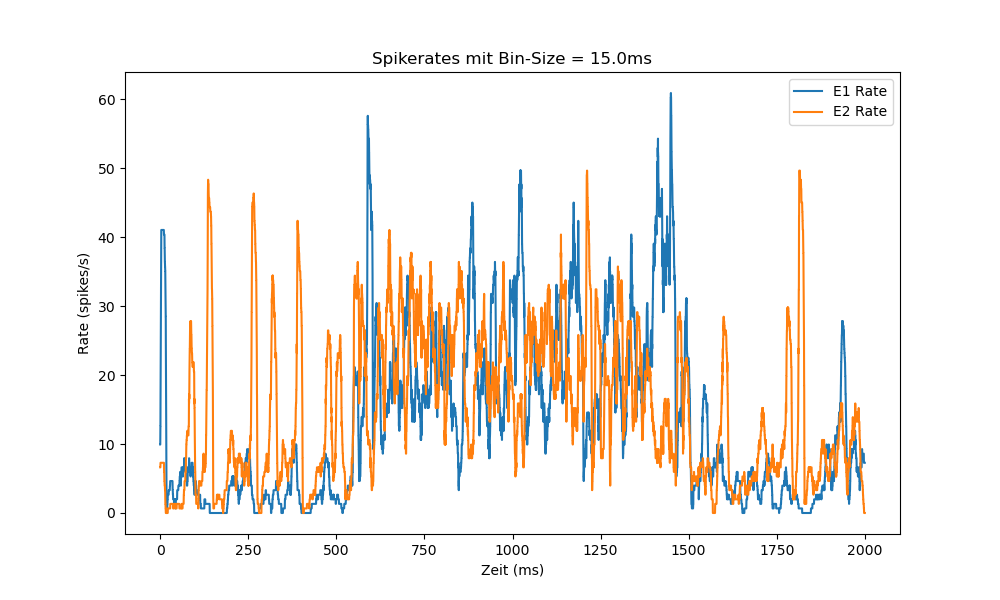 Spikerates mit Bin-Size = 15.0ms
E1 Rate
E2 Rate
60
50
40
30
20
10
0
Rate (spikes/s)
0 250 500 750 1000 1250 1500 1750 2000
Zeit (ms)